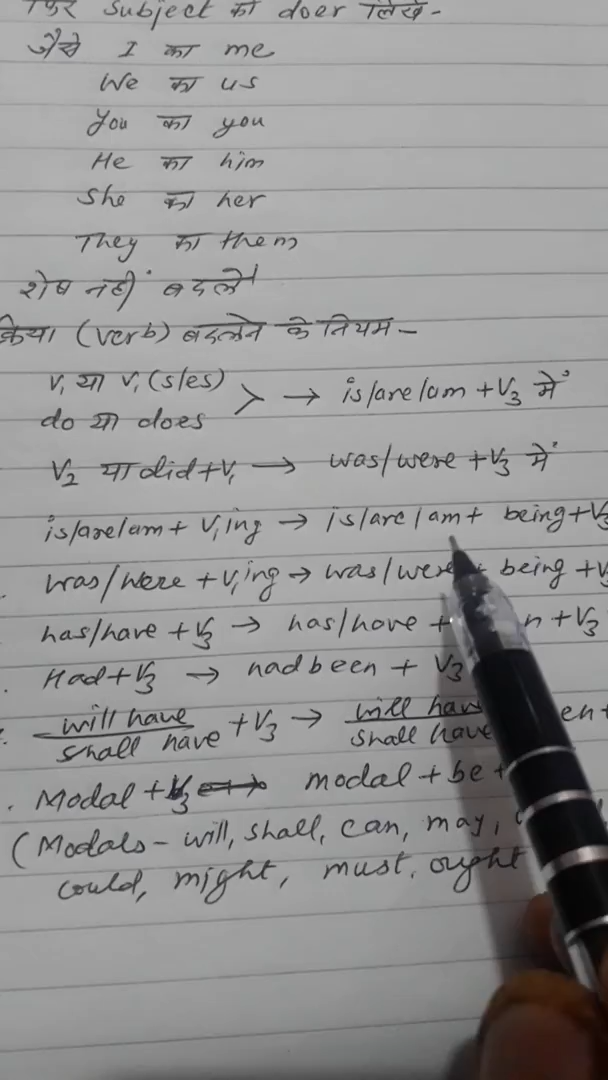 फिर subject का doer लिखे-
जैसे I का me
We का us
You का you
He का him
She का her
They का them
शेष नहीं बदले।
क्रिया (verb) बदलने के नियम-
V₁ या V₁(s/es) > → is/are/am + V₃ में
do या does
V₂ या did+V₁ → was/were + V₃ में
is/are/am + V₁ing → is/are/am + being+V₃
was/were + V₁ing → was/were + being +V₃
has/have + V₃ → has/have + n + V₃
Had+V₃ → had been + V₃
will have / shall have + V₃ → will hav / shall have en+
Modal + → modal + be +
(Modals - will, shall, can, may,
could, might, must, ought